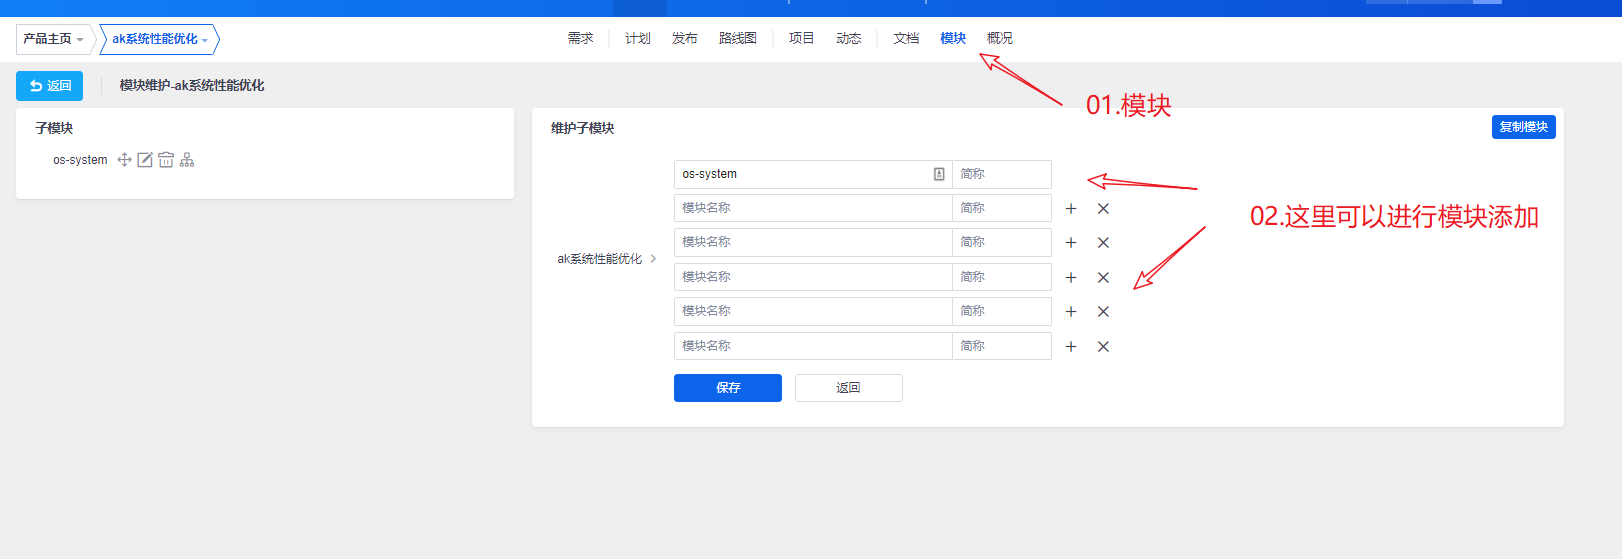 产品主页
ak系统性能优化
需求 计划 发布 路线图 项目 动态 文档 模块 概况
返回
模块维护-ak系统性能优化
01.模块
子模块
os-system
维护子模块
复制模块
os-system 简称
模块名称 简称
模块名称 简称
ak系统性能优化
模块名称 简称
模块名称 简称
模块名称 简称
02.这里可以进行模块添加
保存 返回